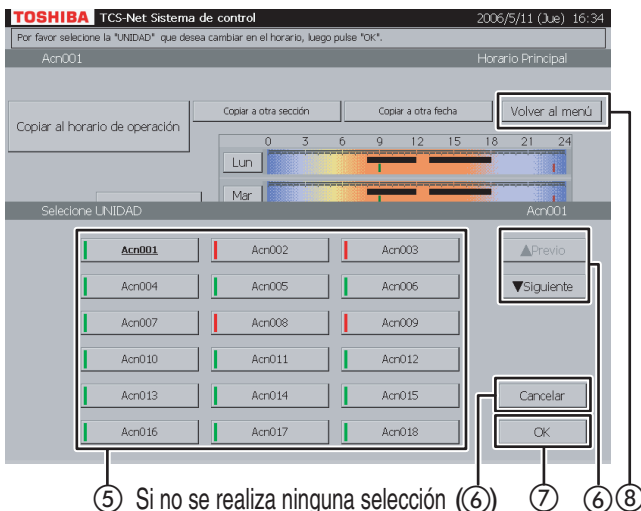 TOSHIBA TCS-Net Sistema de control 2006/5/11 (Jue) 16:34
Por favor selecione la "UNIDAD" que desea cambiar en el horario, luego pulse "OK".
Acn001 Horario Principal
Copiar al horario de operación
Copiar a otra sección Copiar a otra fecha Volver al menú
0 3 6 9 12 15 18 21 24
Lun
Mar
Selecione UNIDAD Acn001
Acn001 Acn002 Acn003 ▲Previo
Acn004 Acn005 Acn006 ▼Siguiente
Acn007 Acn008 Acn009
Acn010 Acn011 Acn012
Acn013 Acn014 Acn015 Cancelar
Acn016 Acn017 Acn018 OK
⑤ Si no se realiza ninguna selección (⑥) ⑦ ⑥ ⑧